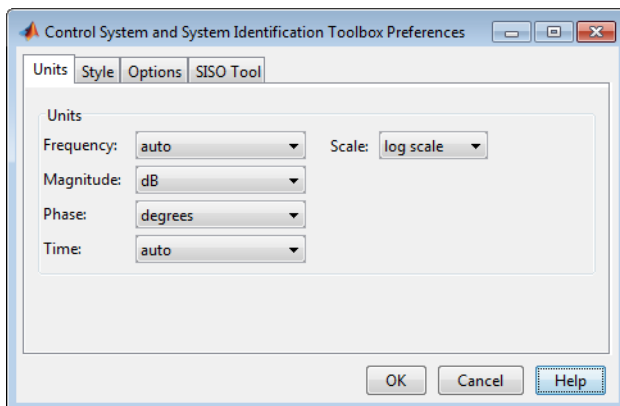 Control System and System Identification Toolbox Preferences
Units Style Options SISO Tool
Units
Frequency: auto Scale: log scale
Magnitude: dB
Phase: degrees
Time: auto
OK Cancel Help